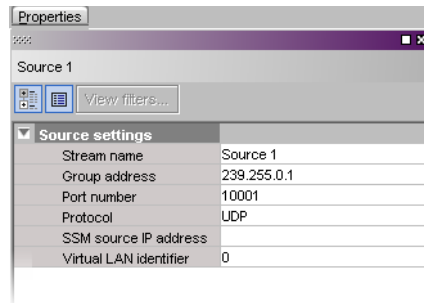 Properties
Source 1
View filters...
Source settings
Stream name Source 1
Group address 239.255.0.1
Port number 10001
Protocol UDP
SSM source IP address
Virtual LAN identifier 0